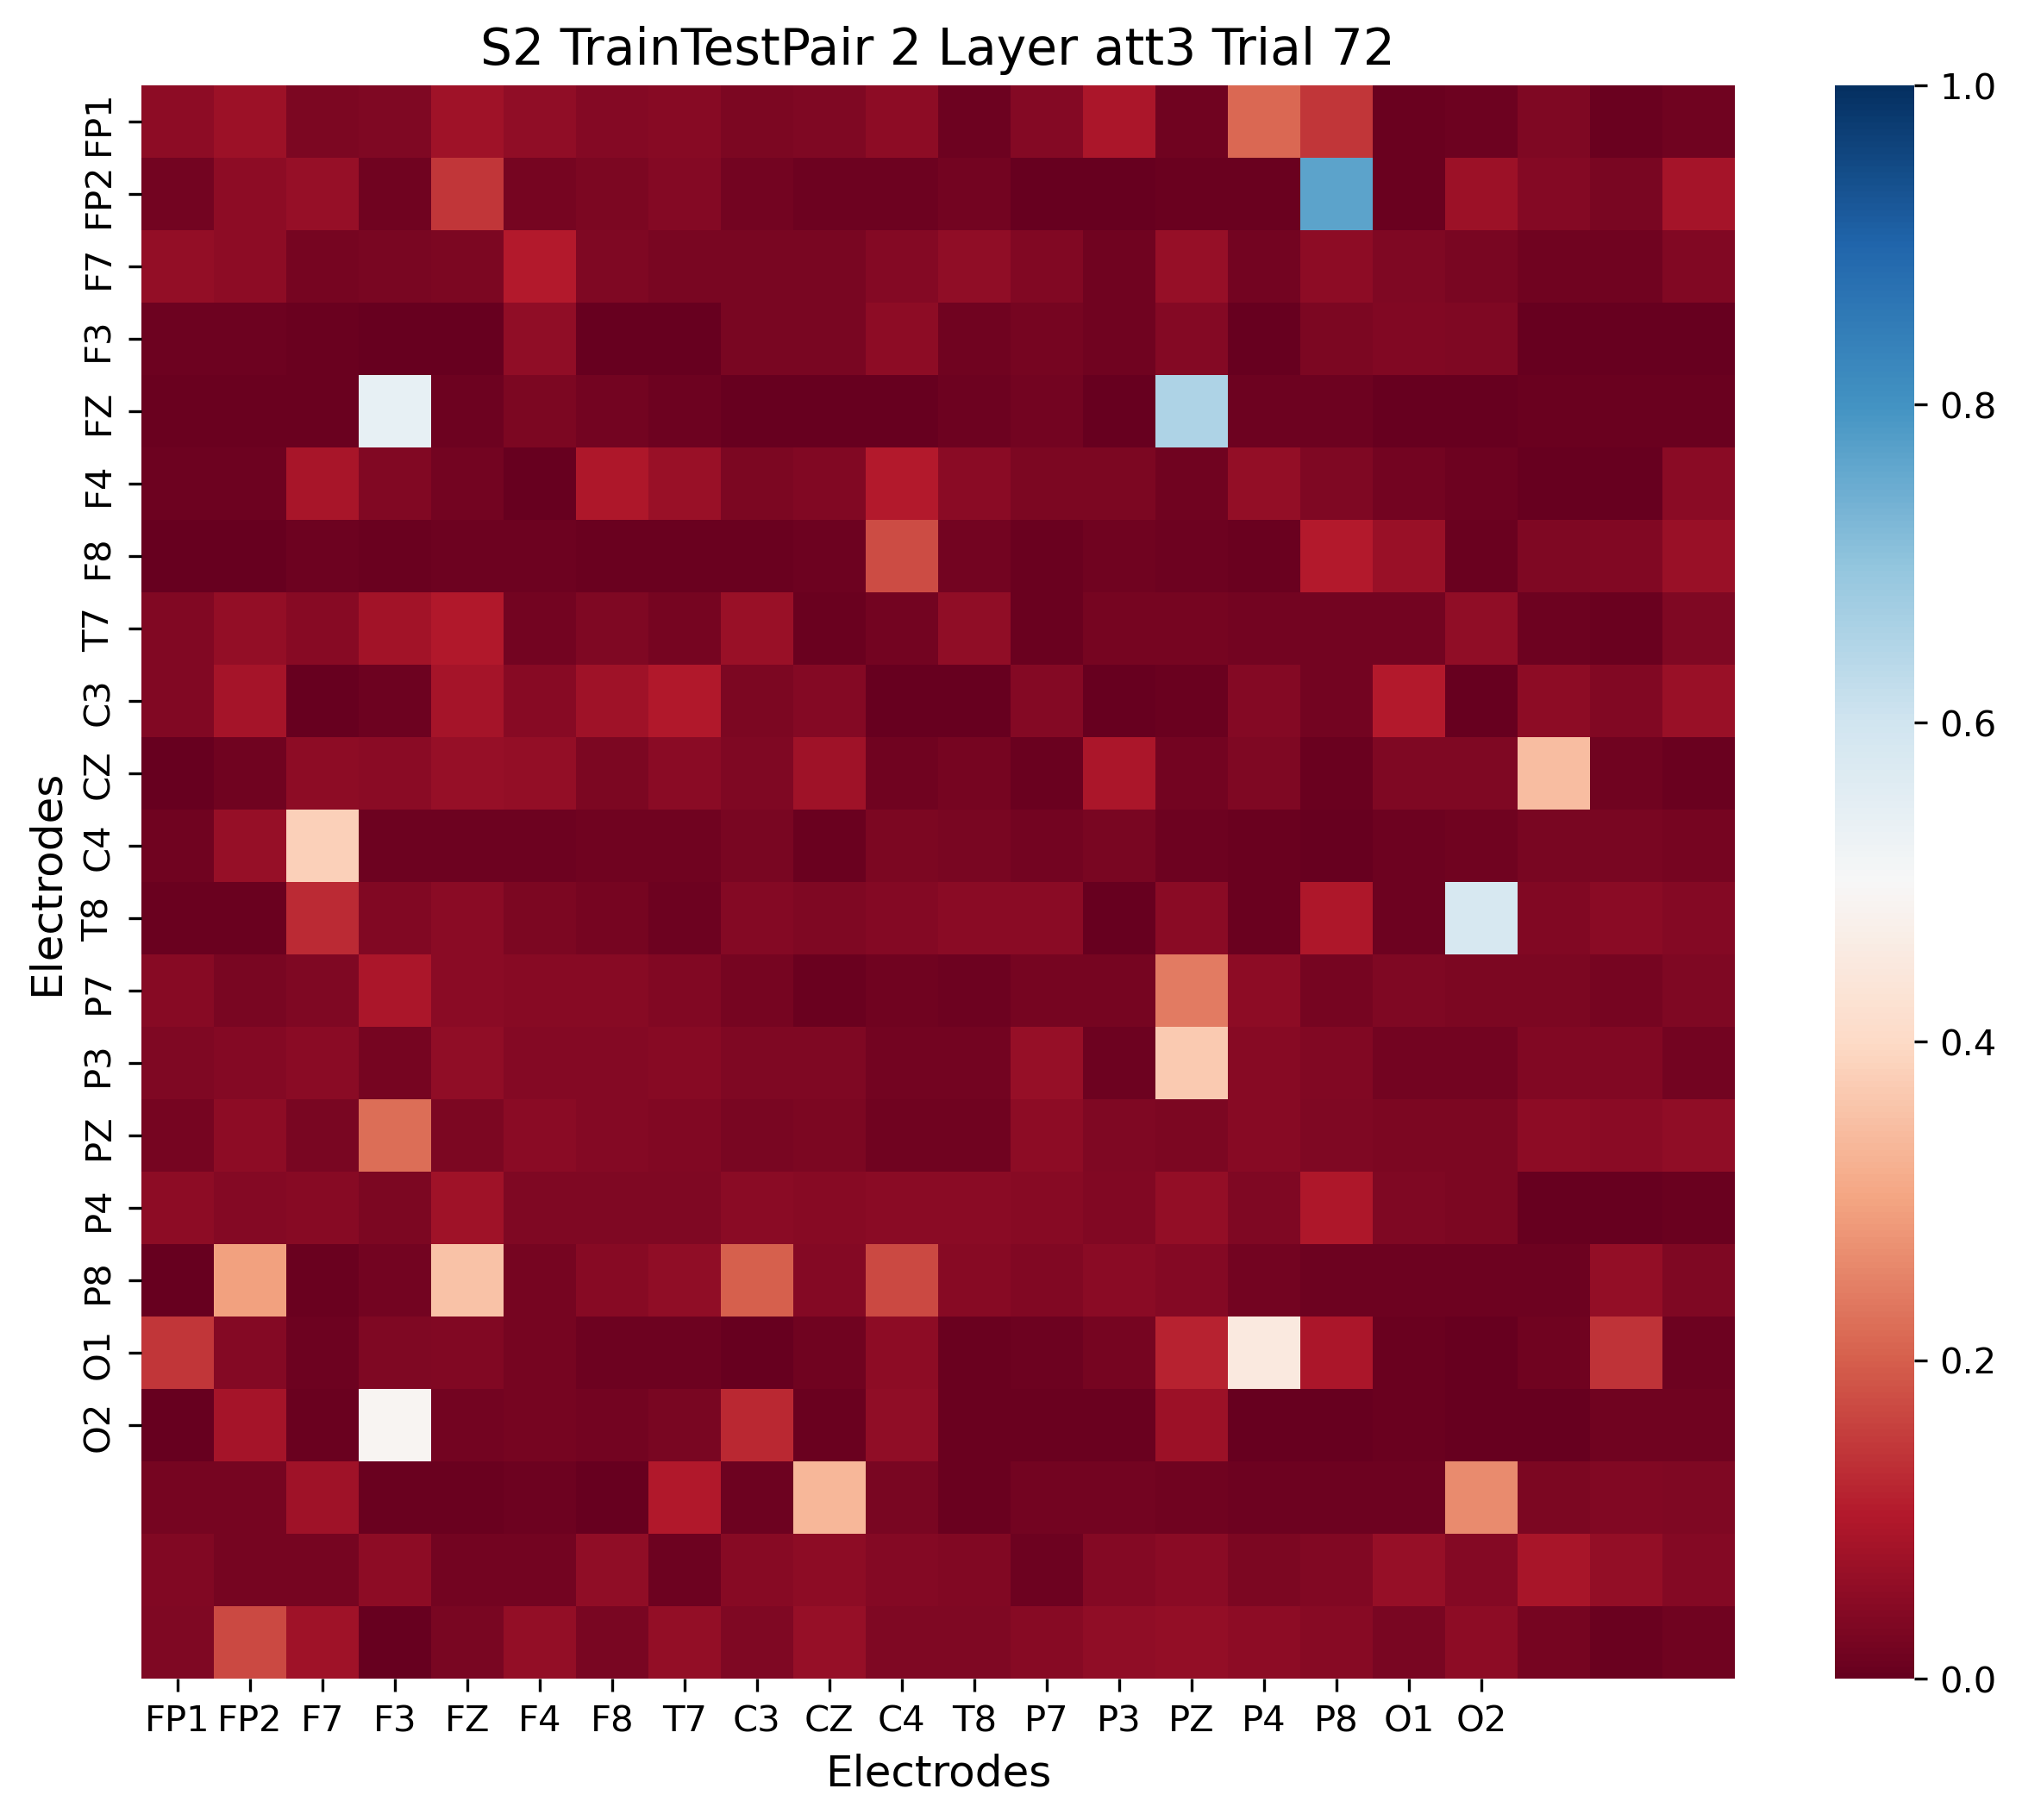 S2 TrainTestPair 2 Layer att3 Trial 72
Electrodes
FP1
FP2
F7
F3
FZ
F4
F8
T7
C3
CZ
C4
T8
P7
P3
PZ
P4
P8
O1
O2
FP1 FP2 F7 F3 FZ F4 F8 T7 C3 CZ C4 T8 P7 P3 PZ P4 P8 O1 O2
Electrodes
1.0
0.8
0.6
0.4
0.2
0.0